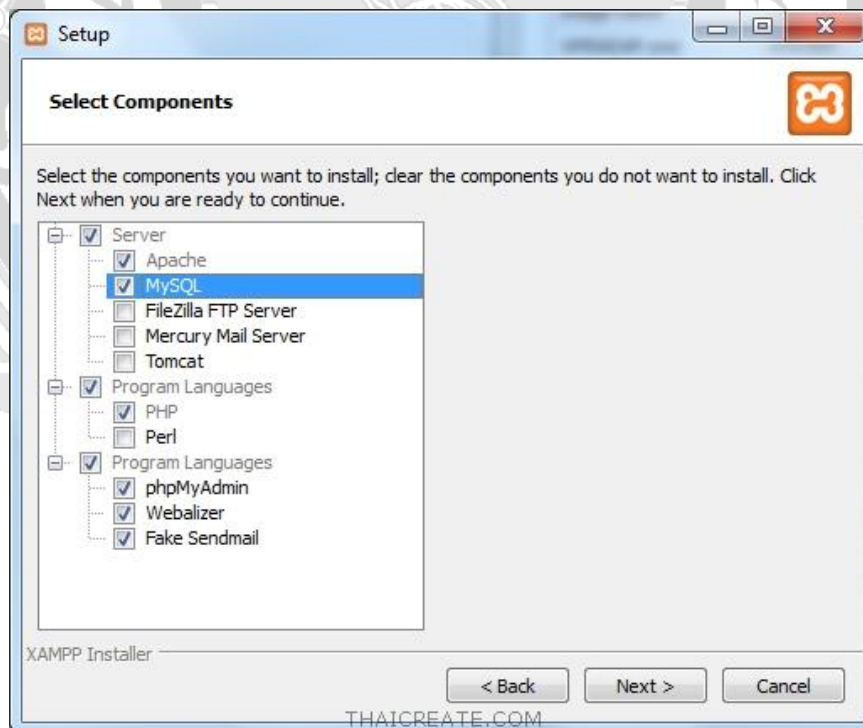 Setup
Select Components
Select the components you want to install; clear the components you do not want to install. Click
Next when you are ready to continue.
Server
Apache
MySQL
FileZilla FTP Server
Mercury Mail Server
Tomcat
Program Languages
PHP
Perl
Program Languages
phpMyAdmin
Webalizer
Fake Sendmail
XAMPP Installer
< Back
Next >
Cancel
THAICREATE.COM